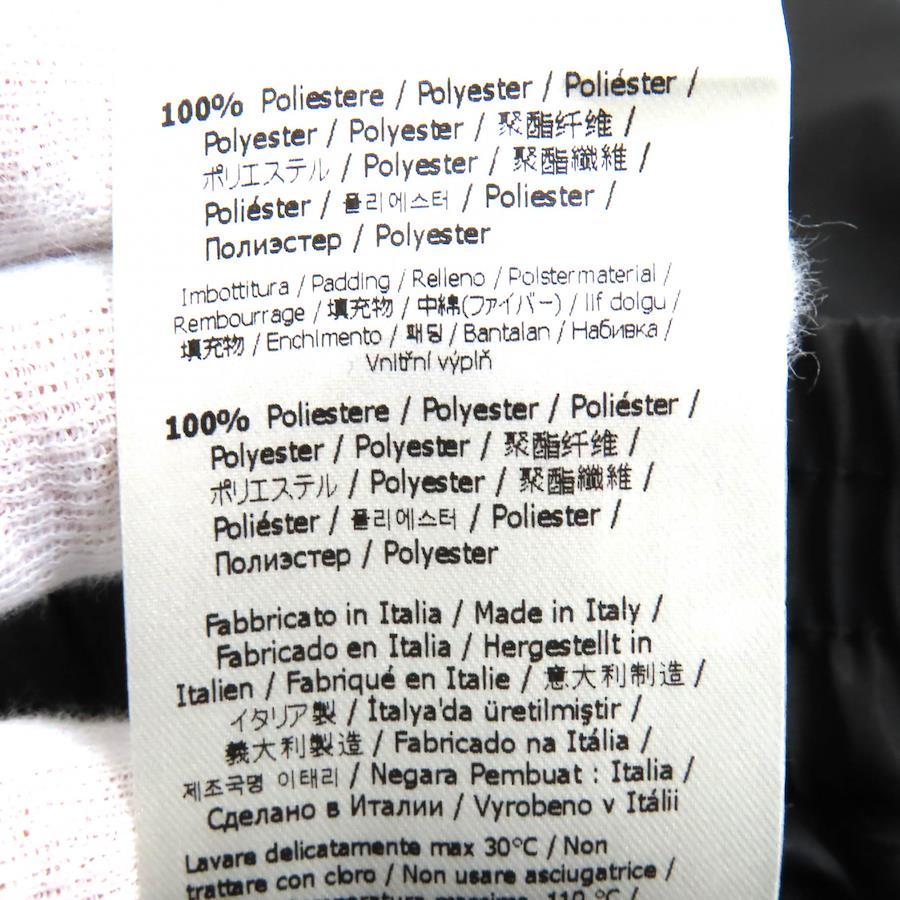 100% Poliestere / Polyester / Poliéster /
Polyester / Polyester / 聚酯纤维 /
ポリエステル / Polyester / 聚酯纖維 /
Poliéster / 폴리에스터 / Poliester /
Полиэстер / Polyester
Imbottitura / Padding / Relleno / Polstermaterial /
Rembourrage / 填充物 / 中綿(ファイバー) / lif dolgu /
填充物 / Enchimento / 패딩 / Bantalan / Набивка /
Vnitřní výplň
100% Poliestere / Polyester / Poliéster /
Polyester / Polyester / 聚酯纤维 /
ポリエステル / Polyester / 聚酯纖維 /
Poliéster / 폴리에스터 / Poliester /
Полиэстер / Polyester
Fabbricato in Italia / Made in Italy /
Fabricado en Italia / Hergestellt in
Italien / Fabriqué en Italie / 意大利制造 /
イタリア製 / İtalya'da üretilmiştir /
義大利製造 / Fabricado na Itália /
제조국명 이태리 / Negara Pembuat : Italia /
Сделано в Италии / Vyrobeno v Itálii
Lavare delicatamente max 30°C / Non
trattare con cloro / Non usare asciugatrice /
temperatura massima 110 °C /